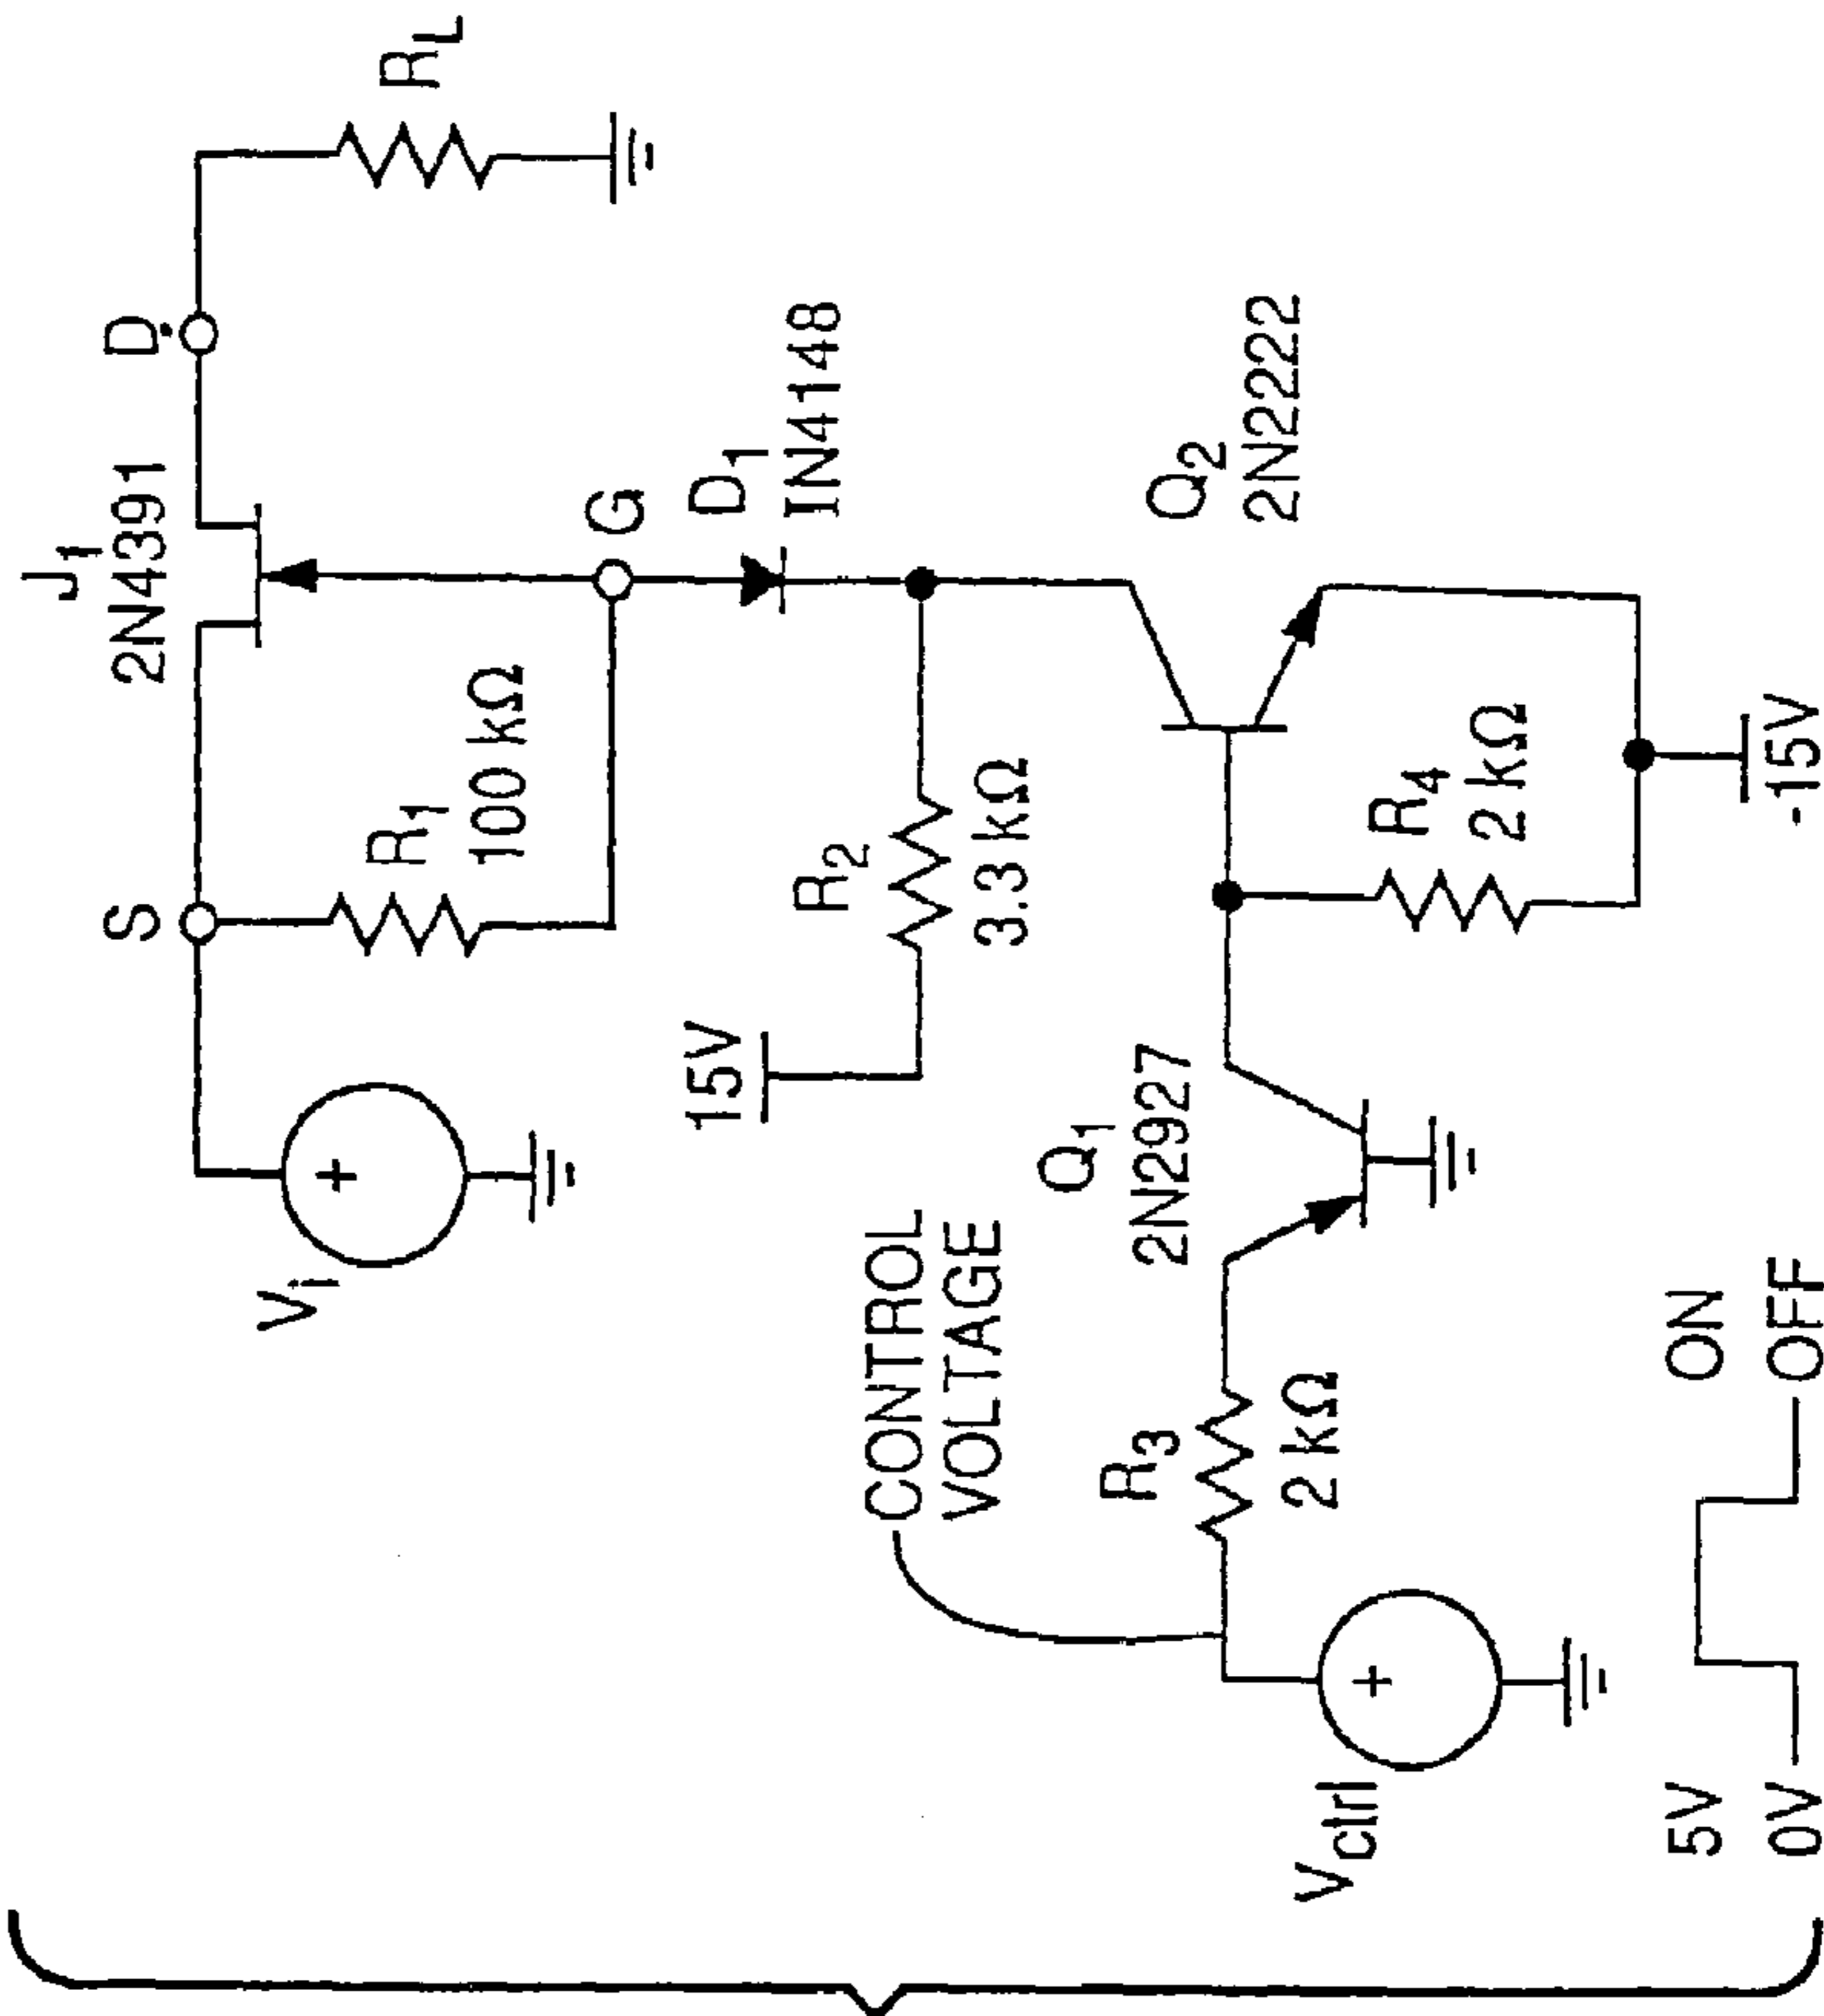 J1
2N4391
S
D
RL
R1
100 kΩ
Vi
+
G
D1
IN4148
15V
R2
3.3 kΩ
CONTROL
VOLTAGE
Q1
2N2927
Q2
2N2222
R3
2 kΩ
Vctrl
+
R4
2 kΩ
-15V
5V
ON
0V
OFF